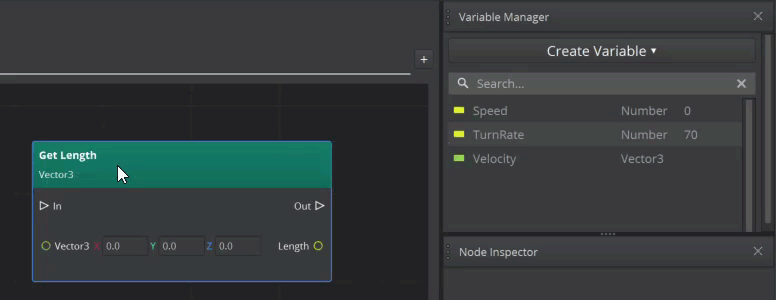 Variable Manager
Create Variable
Search...
Speed Number 0
TurnRate Number 70
Velocity Vector3
Node Inspector
+
Get Length
Vector3
In Out
Vector3 X 0.0 Y 0.0 Z 0.0 Length